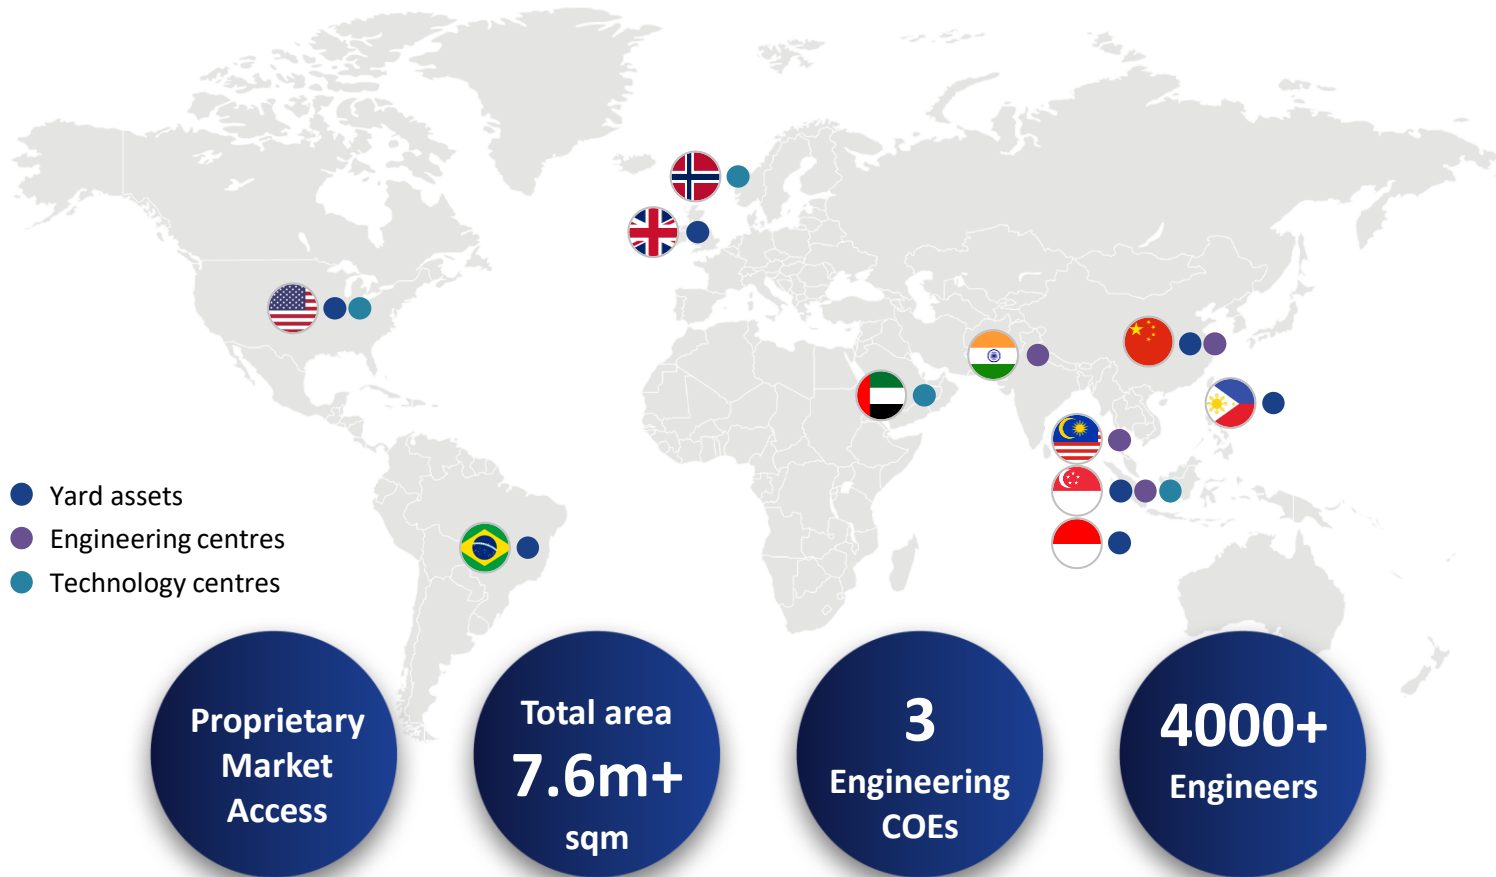 Yard assets
Engineering centres
Technology centres
Proprietary
Market
Access
Total area
7.6m+
sqm
3
Engineering
COEs
4000+
Engineers